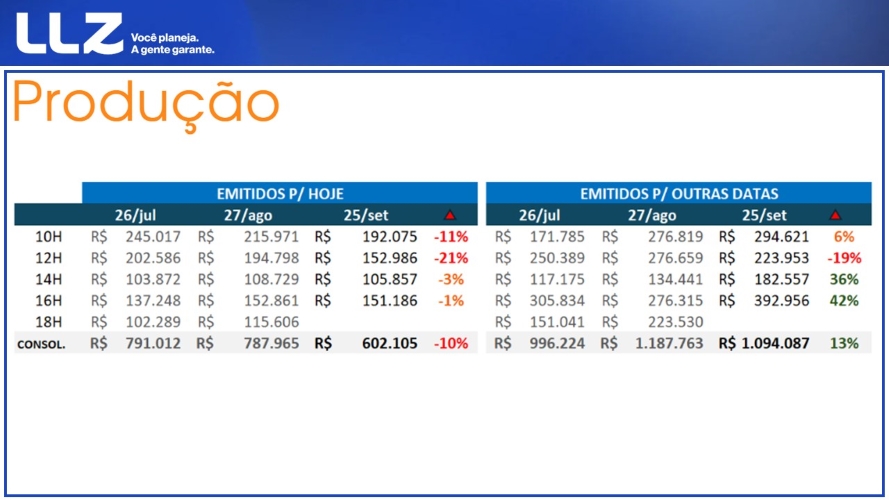 LLZ Você planeja.
A gente garante.
Produção
EMITIDOS P/ HOJE EMITIDOS P/ OUTRAS DATAS
26/jul 27/ago 25/set 26/jul 27/ago 25/set
10H R$ 245.017 R$ 215.971 R$ 192.075 -11% R$ 171.785 R$ 276.819 R$ 294.621 6%
12H R$ 202.586 R$ 194.798 R$ 152.986 -21% R$ 250.389 R$ 276.659 R$ 223.953 -19%
14H R$ 103.872 R$ 108.729 R$ 105.857 -3% R$ 117.175 R$ 134.441 R$ 182.557 36%
16H R$ 137.248 R$ 152.861 R$ 151.186 -1% R$ 305.834 R$ 276.315 R$ 392.956 42%
18H R$ 102.289 R$ 115.606 R$ 151.041 R$ 223.530
CONSOL. R$ 791.012 R$ 787.965 R$ 602.105 -10% R$ 996.224 R$ 1.187.763 R$ 1.094.087 13%